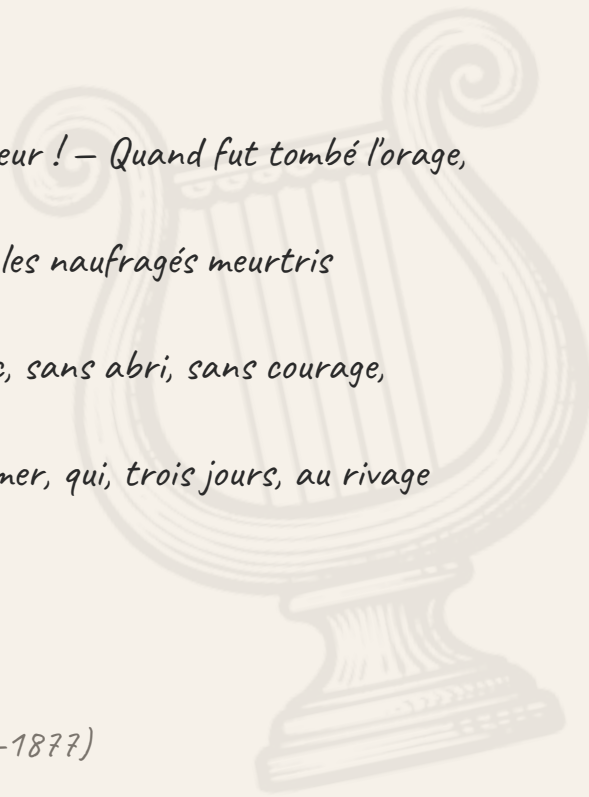 eur ! – Quand fut tombé l'orage,
les naufragés meurtris
c, sans abri, sans courage,
mer, qui, trois jours, au rivage
-1877)